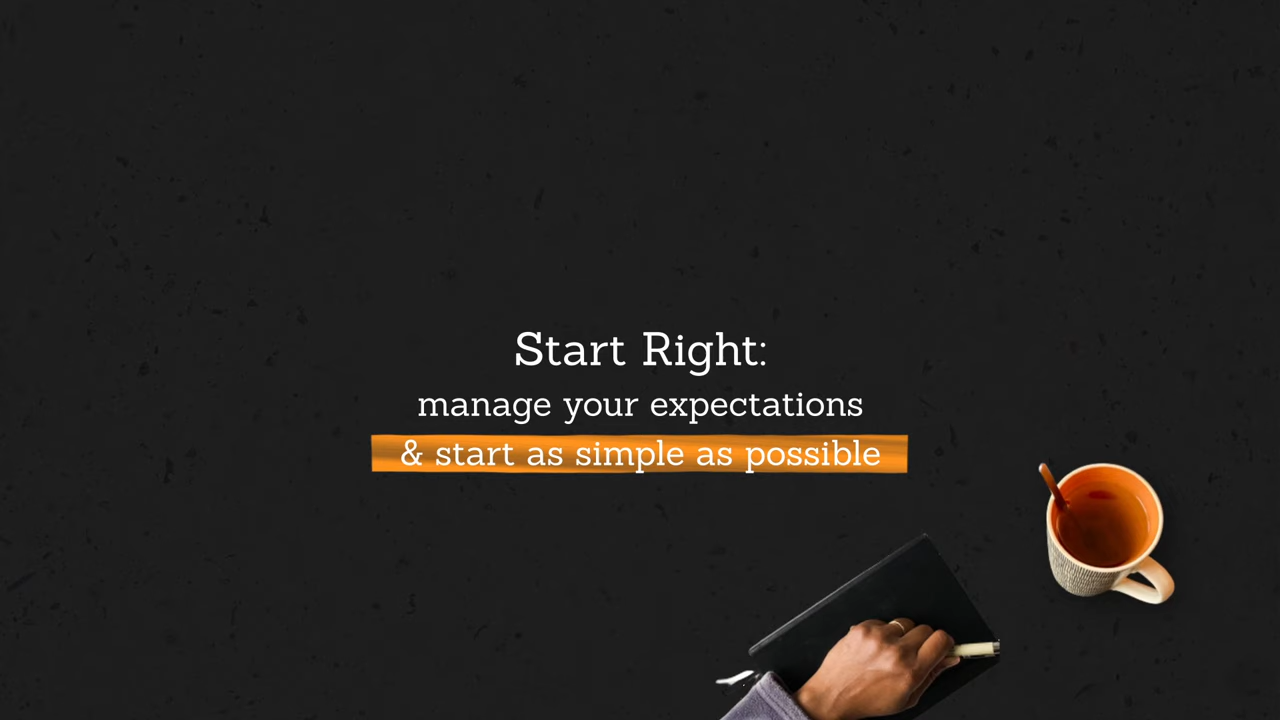 Start Right:
manage your expectations
& start as simple as possible